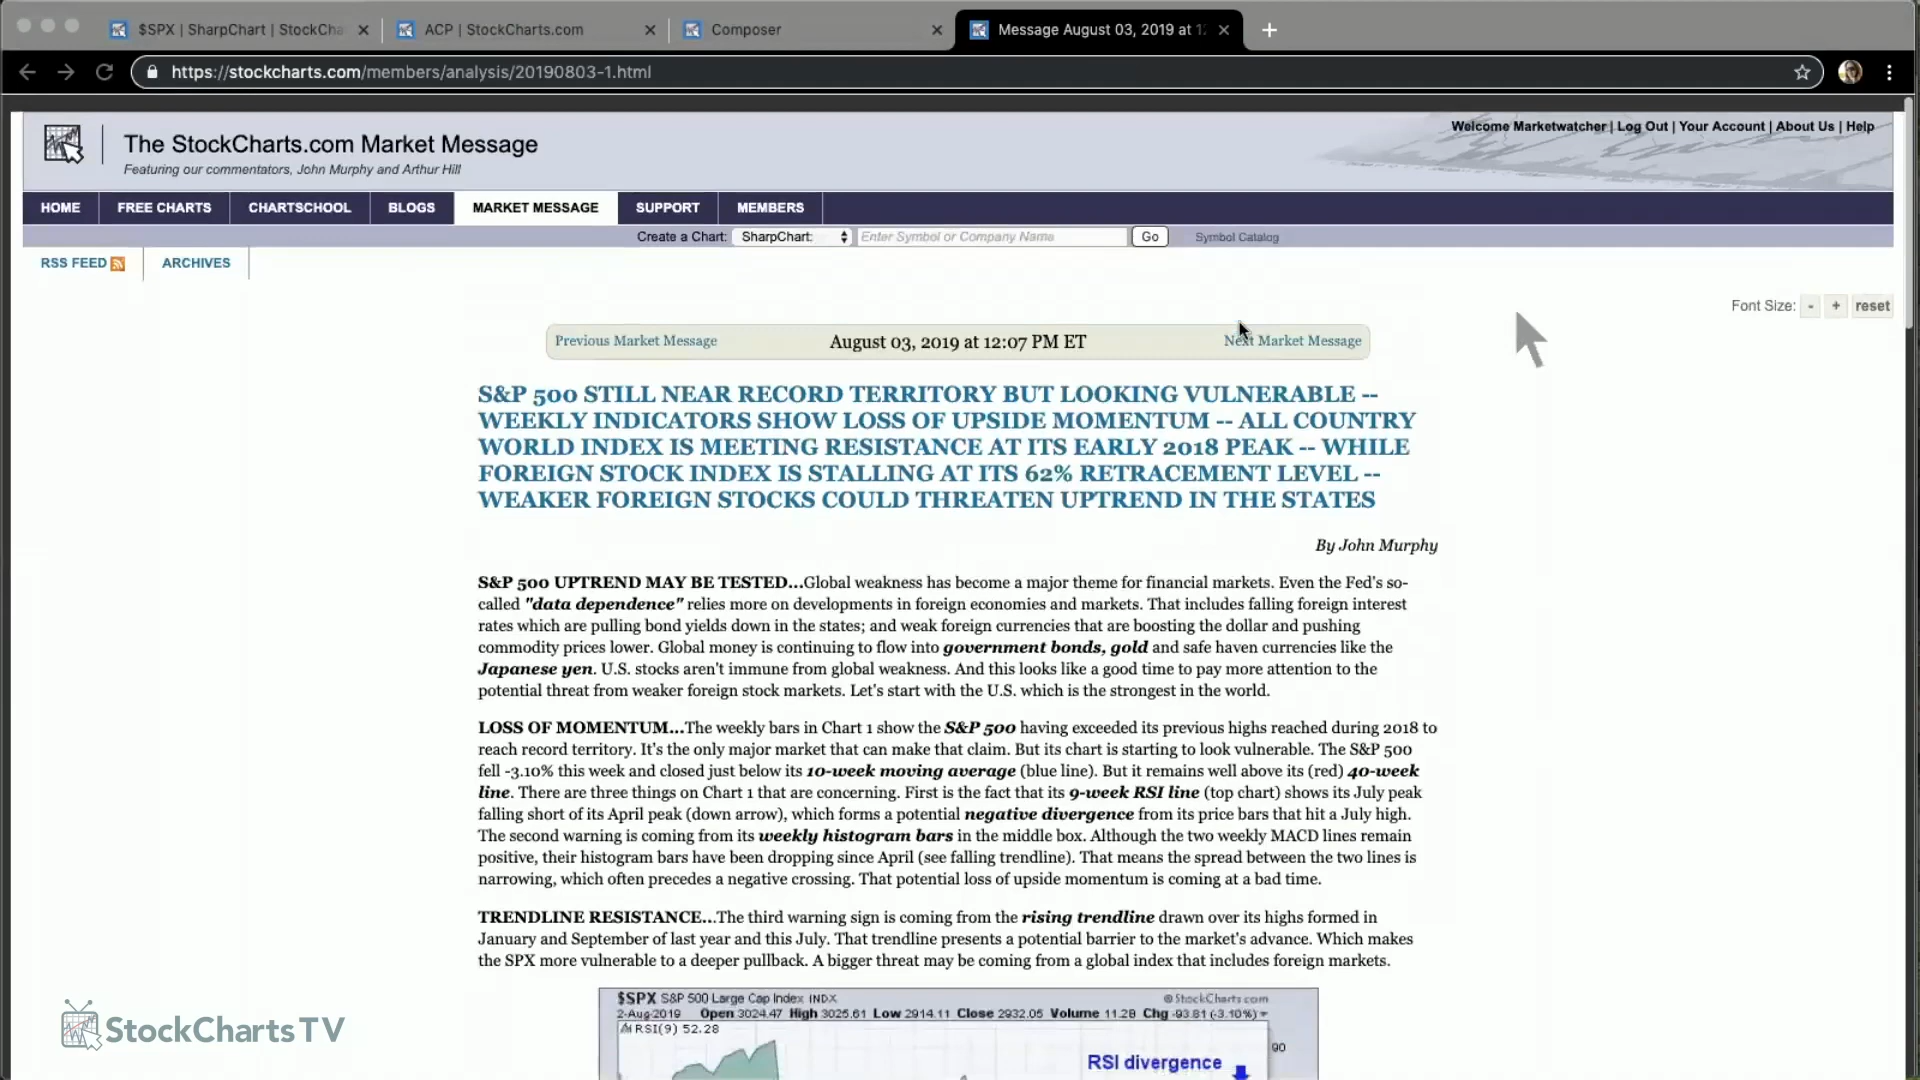 $SPX | SharpChart | StockCha
ACP | StockCharts.com
Composer
Message August 03, 2019 at 12
https://stockcharts.com/members/analysis/20190803-1.html
The StockCharts.com Market Message
Featuring our commentators, John Murphy and Arthur Hill
Welcome Marketwatcher | Log Out | Your Account | About Us | Help
HOME FREE CHARTS CHARTSCHOOL BLOGS MARKET MESSAGE SUPPORT MEMBERS
Create a Chart: SharpChart: Enter Symbol or Company Name Go Symbol Catalog
RSS FEED ARCHIVES
Font Size: - + reset
Previous Market Message August 03, 2019 at 12:07 PM ET Next Market Message
S&P 500 STILL NEAR RECORD TERRITORY BUT LOOKING VULNERABLE --
WEEKLY INDICATORS SHOW LOSS OF UPSIDE MOMENTUM -- ALL COUNTRY
WORLD INDEX IS MEETING RESISTANCE AT ITS EARLY 2018 PEAK -- WHILE
FOREIGN STOCK INDEX IS STALLING AT ITS 62% RETRACEMENT LEVEL --
WEAKER FOREIGN STOCKS COULD THREATEN UPTREND IN THE STATES
By John Murphy
S&P 500 UPTREND MAY BE TESTED...Global weakness has become a major theme for financial markets. Even the Fed's so-
called "data dependence" relies more on developments in foreign economies and markets. That includes falling foreign interest
rates which are pulling bond yields down in the states; and weak foreign currencies that are boosting the dollar and pushing
commodity prices lower. Global money is continuing to flow into government bonds, gold and safe haven currencies like the
Japanese yen. U.S. stocks aren't immune from global weakness. And this looks like a good time to pay more attention to the
potential threat from weaker foreign stock markets. Let's start with the U.S. which is the strongest in the world.
LOSS OF MOMENTUM...The weekly bars in Chart 1 show the S&P 500 having exceeded its previous highs reached during 2018 to
reach record territory. It's the only major market that can make that claim. But its chart is starting to look vulnerable. The S&P 500
fell -3.10% this week and closed just below its 10-week moving average (blue line). But it remains well above its (red) 40-week
line. There are three things on Chart 1 that are concerning. First is the fact that its 9-week RSI line (top chart) shows its July peak
falling short of its April peak (down arrow), which forms a potential negative divergence from its price bars that hit a July high.
The second warning is coming from its weekly histogram bars in the middle box. Although the two weekly MACD lines remain
positive, their histogram bars have been dropping since April (see falling trendline). That means the spread between the two lines is
narrowing, which often precedes a negative crossing. That potential loss of upside momentum is coming at a bad time.
TRENDLINE RESISTANCE...The third warning sign is coming from the rising trendline drawn over its highs formed in
January and September of last year and this July. That trendline presents a potential barrier to the market's advance. Which makes
the SPX more vulnerable to a deeper pullback. A bigger threat may be coming from a global index that includes foreign markets.
$SPX S&P 500 Large Cap Index INDX @StockCharts.com
2-Aug-2019 Open 3024.47 High 3025.61 Low 2914.11 Close 2932.05 Volume 11.2B Chg -93.81 (-3.10%)
RSI(9) 52.28
90
RSI divergence
StockChartsTV